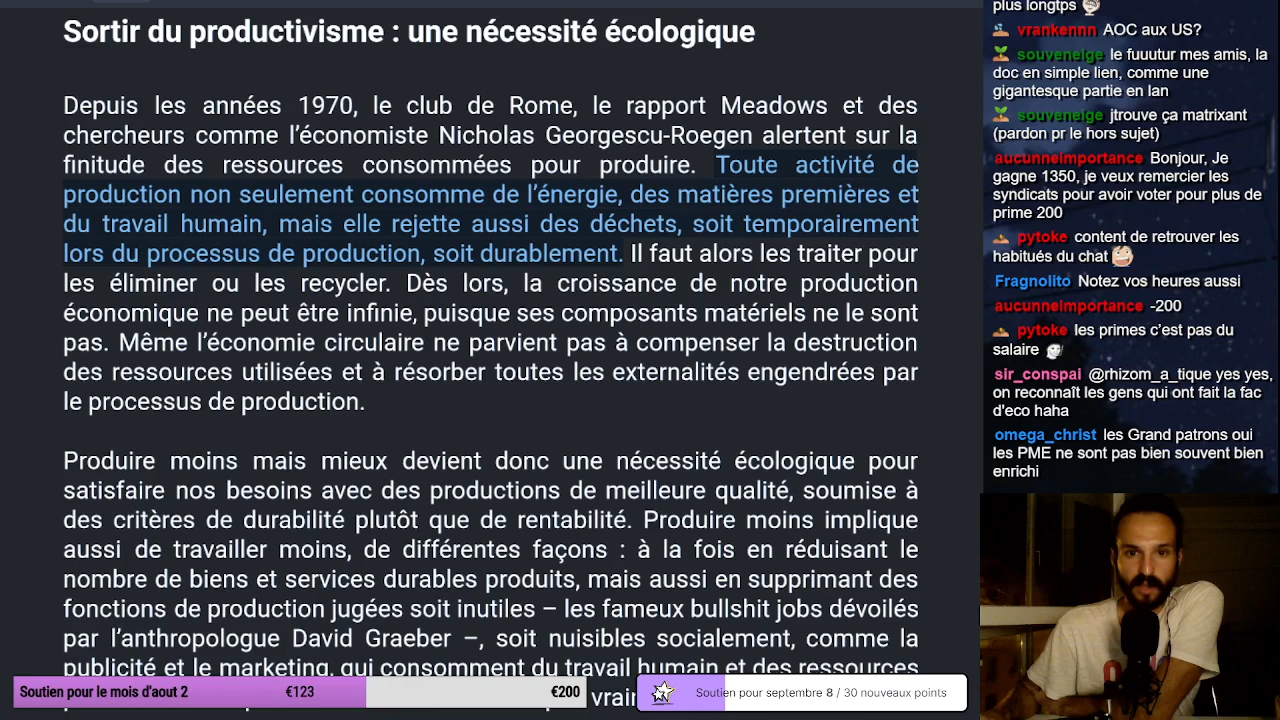 Sortir du productivisme : une nécessité écologique
Depuis les années 1970, le club de Rome, le rapport Meadows et des
chercheurs comme l’économiste Nicholas Georgescu-Roegen alertent sur la
finitude des ressources consommées pour produire. Toute activité de
production non seulement consomme de l’énergie, des matières premières et
du travail humain, mais elle rejette aussi des déchets, soit temporairement
lors du processus de production, soit durablement. Il faut alors les traiter pour
les éliminer ou les recycler. Dès lors, la croissance de notre production
économique ne peut être infinie, puisque ses composants matériels ne le sont
pas. Même l’économie circulaire ne parvient pas à compenser la destruction
des ressources utilisées et à résorber toutes les externalités engendrées par
le processus de production.
Produire moins mais mieux devient donc une nécessité écologique pour
satisfaire nos besoins avec des productions de meilleure qualité, soumise à
des critères de durabilité plutôt que de rentabilité. Produire moins implique
aussi de travailler moins, de différentes façons : à la fois en réduisant le
nombre de biens et services durables produits, mais aussi en supprimant des
fonctions de production jugées soit inutiles – les fameux bullshit jobs dévoilés
par l’anthropologue David Graeber –, soit nuisibles socialement, comme la
publicité et le marketing, qui consomment du travail humain et des ressources
Soutien pour le mois d'aout 2 €123 €200
Soutien pour septembre 8 / 30 nouveaux points
plus longtps
vrankennn AOC aux US?
souveneige le fuuutur mes amis, la
doc en simple lien, comme une
gigantesque partie en lan
souveneige jtrouve ça matrixant
(pardon pr le hors sujet)
aucunneimportance Bonjour, Je
gagne 1350, je veux remercier les
syndicats pour avoir voter pour plus de
prime 200
pytoke content de retrouver les
habitués du chat
Fragnolito Notez vos heures aussi
aucunneimportance -200
pytoke les primes c’est pas du
salaire
sir_conspai @rhizom_a_tique yes yes,
on reconnaît les gens qui ont fait la fac
d'eco haha
omega_christ les Grand patrons oui
les PME ne sont pas bien souvent bien
enrichi